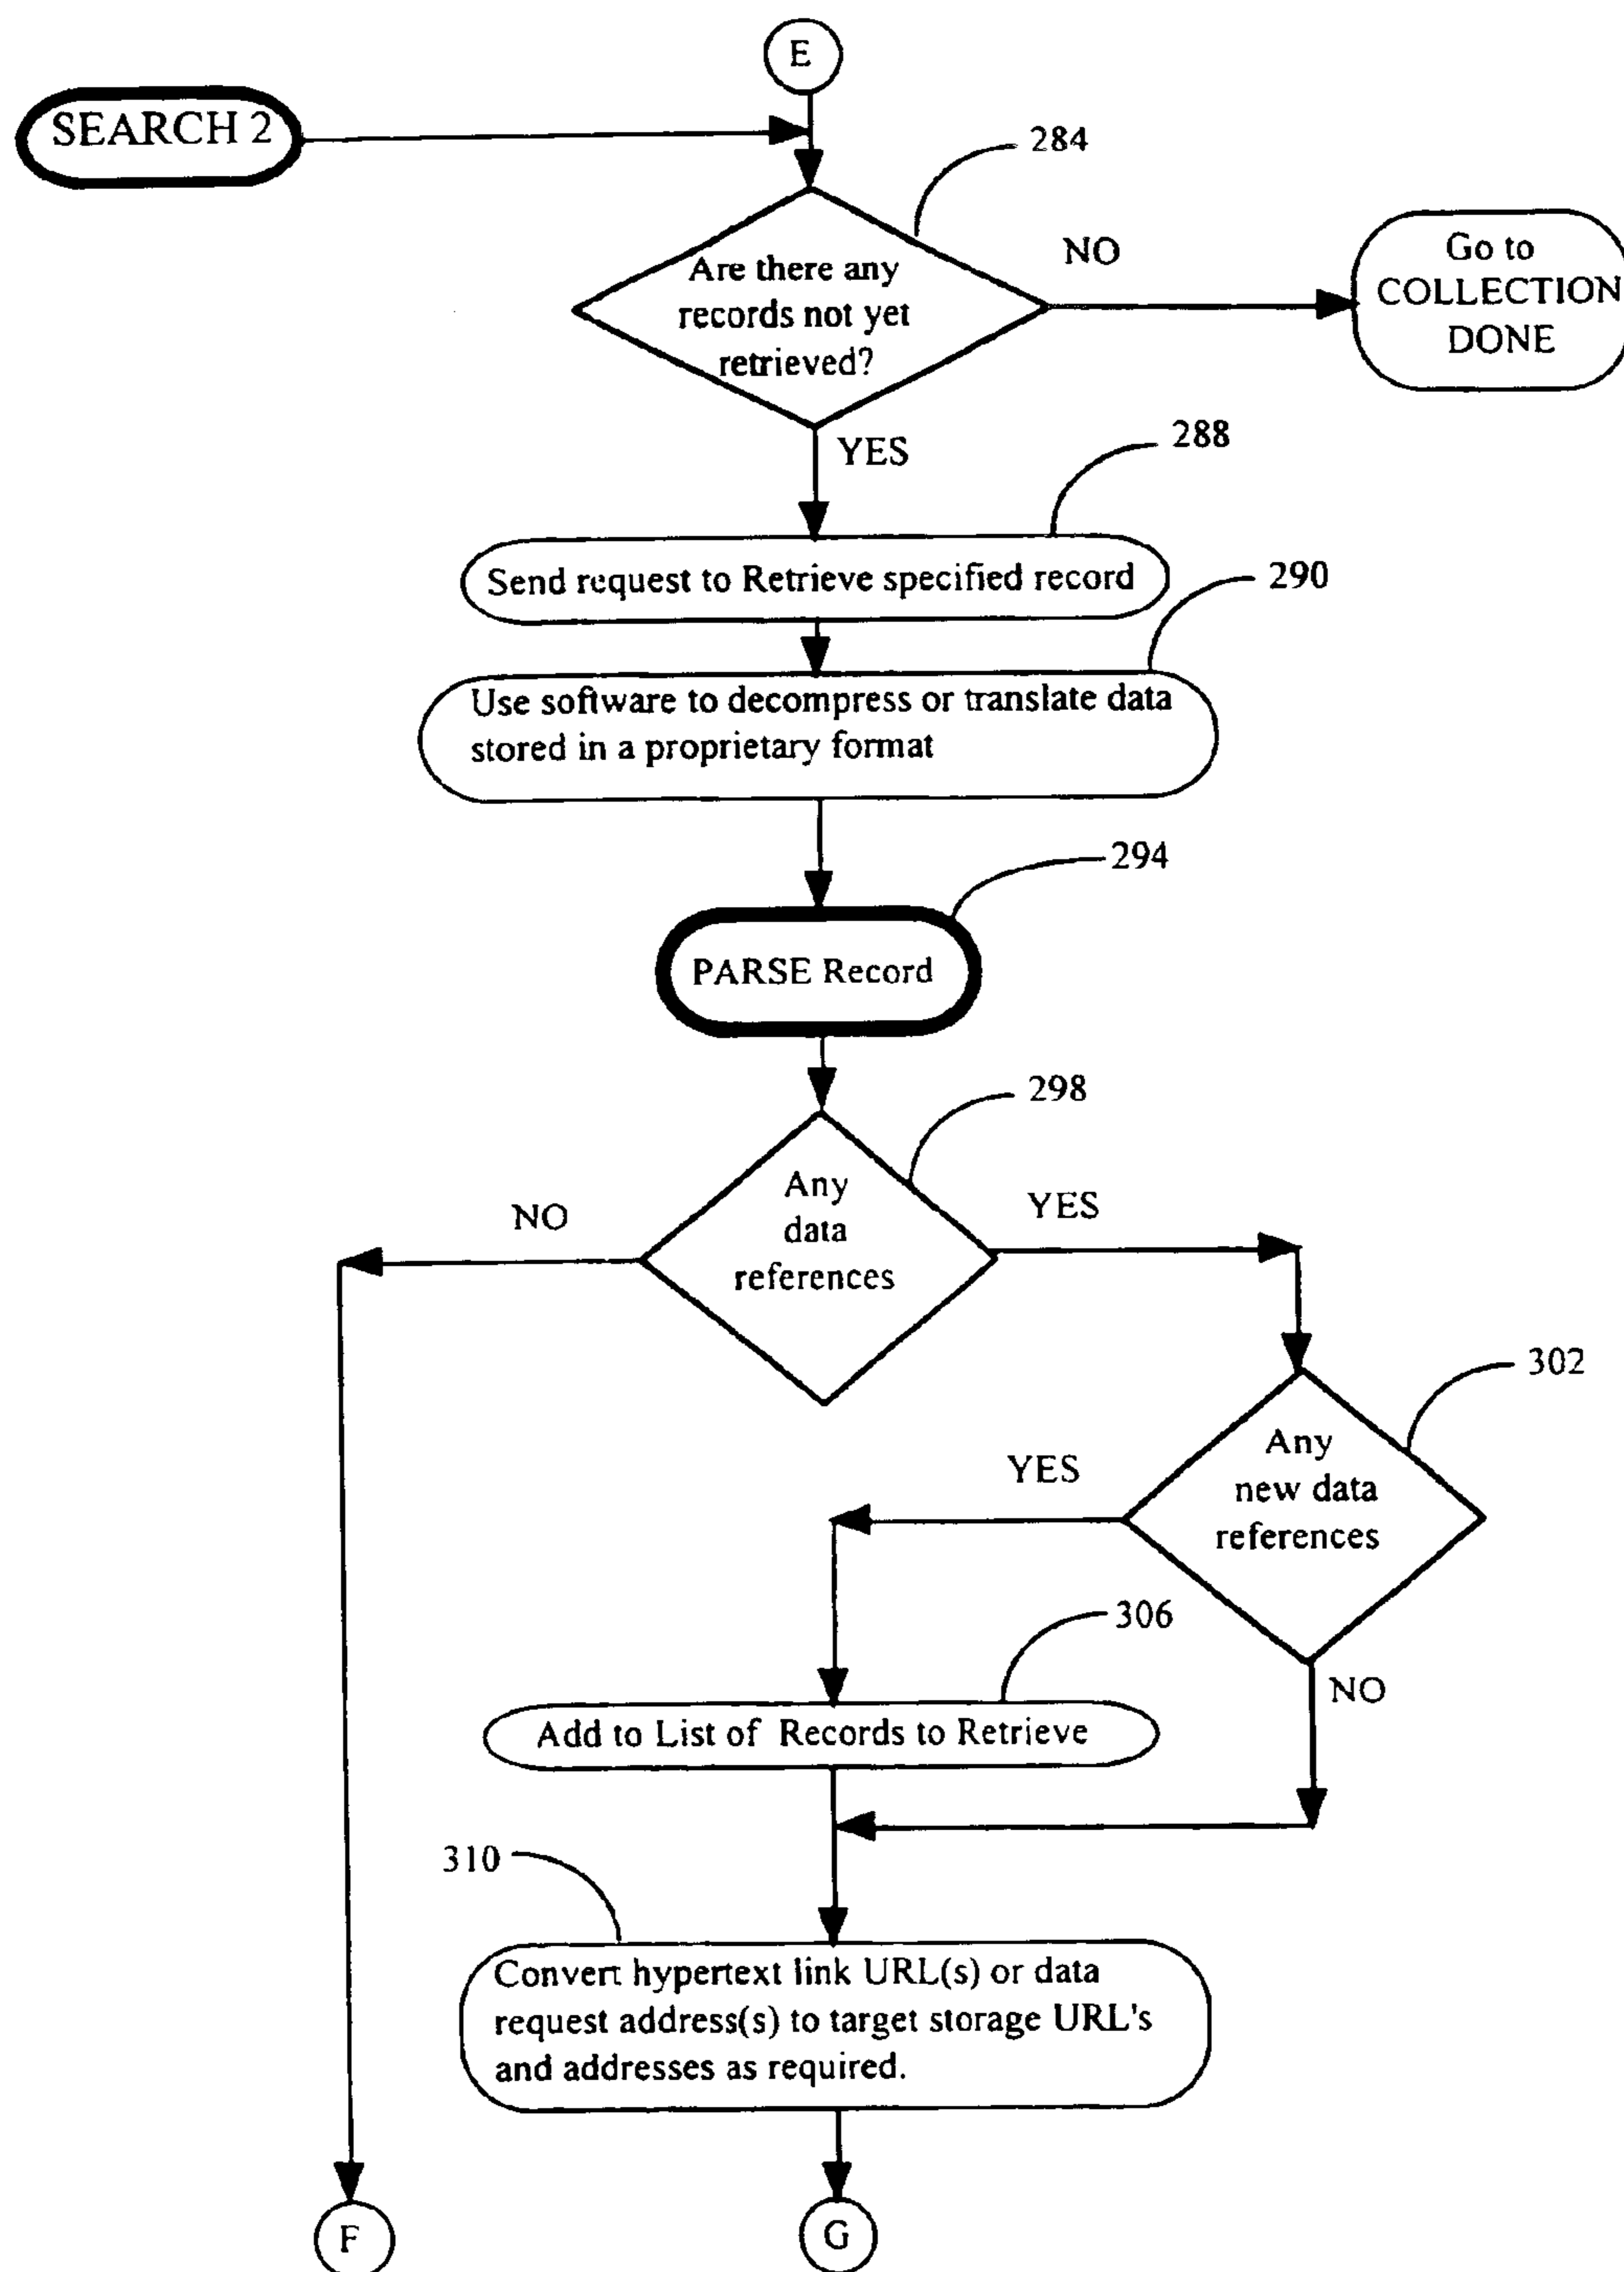 E
SEARCH 2
284
Are there any
records not yet
retrieved?
NO
Go to
COLLECTION
DONE
YES
288
Send request to Retrieve specified record
290
Use software to decompress or translate data
stored in a proprietary format
294
PARSE Record
298
Any
data
references
NO
YES
302
Any
new data
references
YES
306
NO
Add to List of Records to Retrieve
310
Convert hypertext link URL(s) or data
request address(s) to target storage URL's
and addresses as required.
F
G